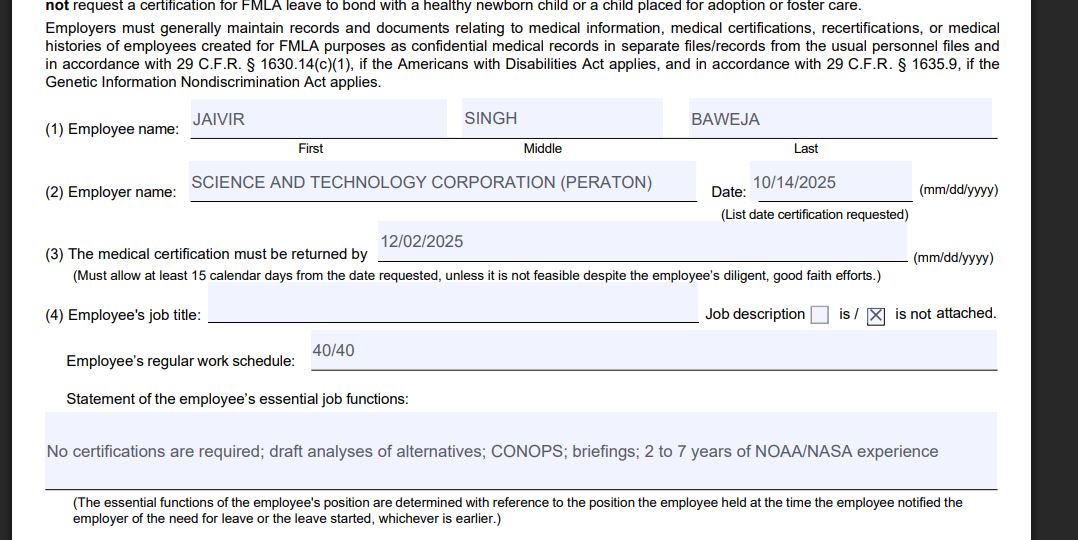 not request a certification for FMLA leave to bond with a healthy newborn child or a child placed for adoption or foster care.
Employers must generally maintain records and documents relating to medical information, medical certifications, recertifications, or medical
histories of employees created for FMLA purposes as confidential medical records in separate files/records from the usual personnel files and
in accordance with 29 C.F.R. § 1630.14(c)(1), if the Americans with Disabilities Act applies, and in accordance with 29 C.F.R. § 1635.9, if the
Genetic Information Nondiscrimination Act applies.
(1) Employee name: JAIVIR SINGH BAWEJA
First Middle Last
(2) Employer name: SCIENCE AND TECHNOLOGY CORPORATION (PERATON) Date: 10/14/2025 (mm/dd/yyyy)
(List date certification requested)
(3) The medical certification must be returned by 12/02/2025 (mm/dd/yyyy)
(Must allow at least 15 calendar days from the date requested, unless it is not feasible despite the employee's diligent, good faith efforts.)
(4) Employee's job title: Job description is / is not attached.
Employee's regular work schedule: 40/40
Statement of the employee's essential job functions:
No certifications are required; draft analyses of alternatives; CONOPS; briefings; 2 to 7 years of NOAA/NASA experience
(The essential functions of the employee's position are determined with reference to the position the employee held at the time the employee notified the
employer of the need for leave or the leave started, whichever is earlier.)